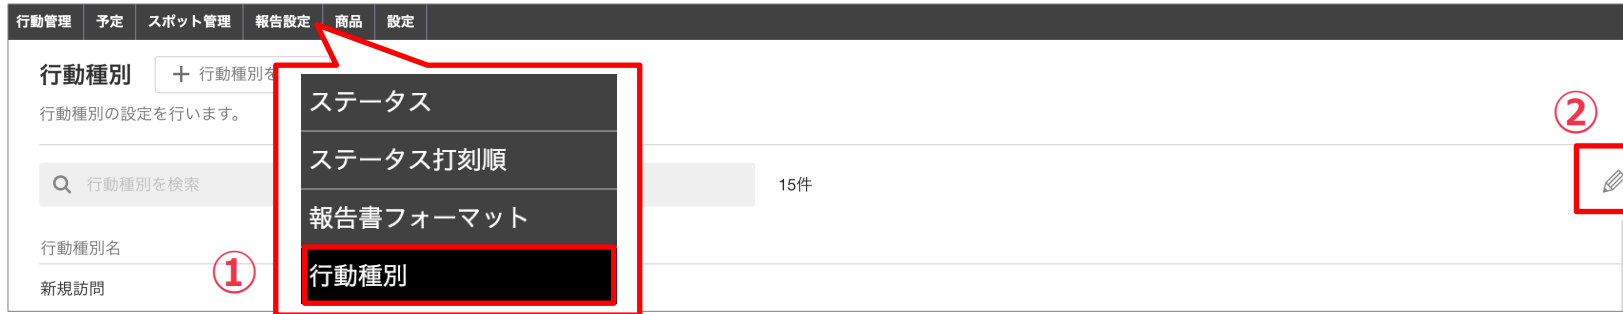 行動管理 予定 スポット管理 報告設定 商品 設定
行動種別 + 行動種別を
行動種別の設定を行います。
ステータス
ステータス打刻順
報告書フォーマット
行動種別
①
②
行動種別を検索
15件
行動種別名
新規訪問